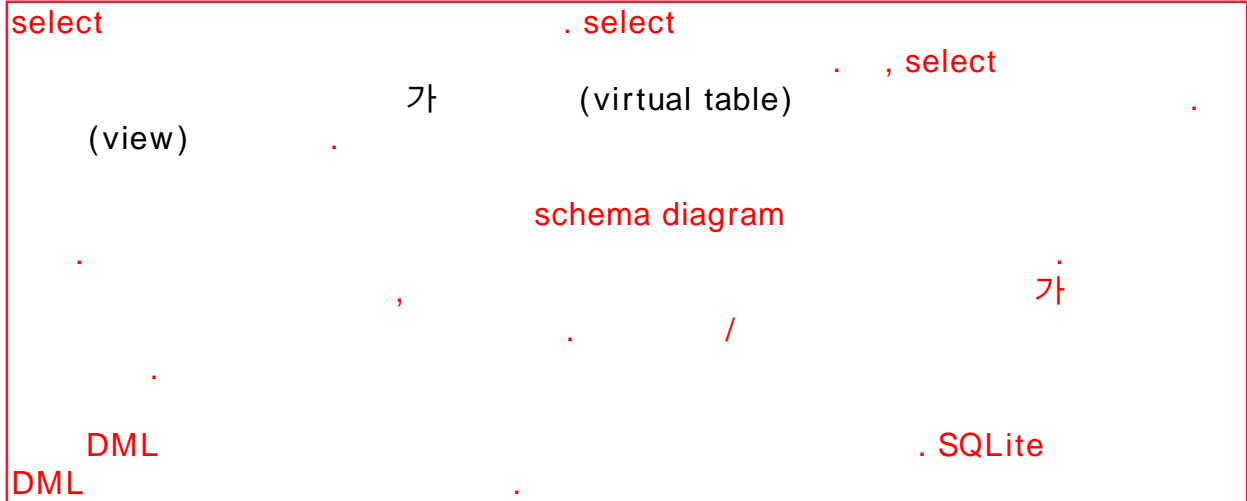 select . select
. , select
가 (virtual table) .
(view) .
schema diagram
. .
, 가
. /
.
DML . SQLite
DML .